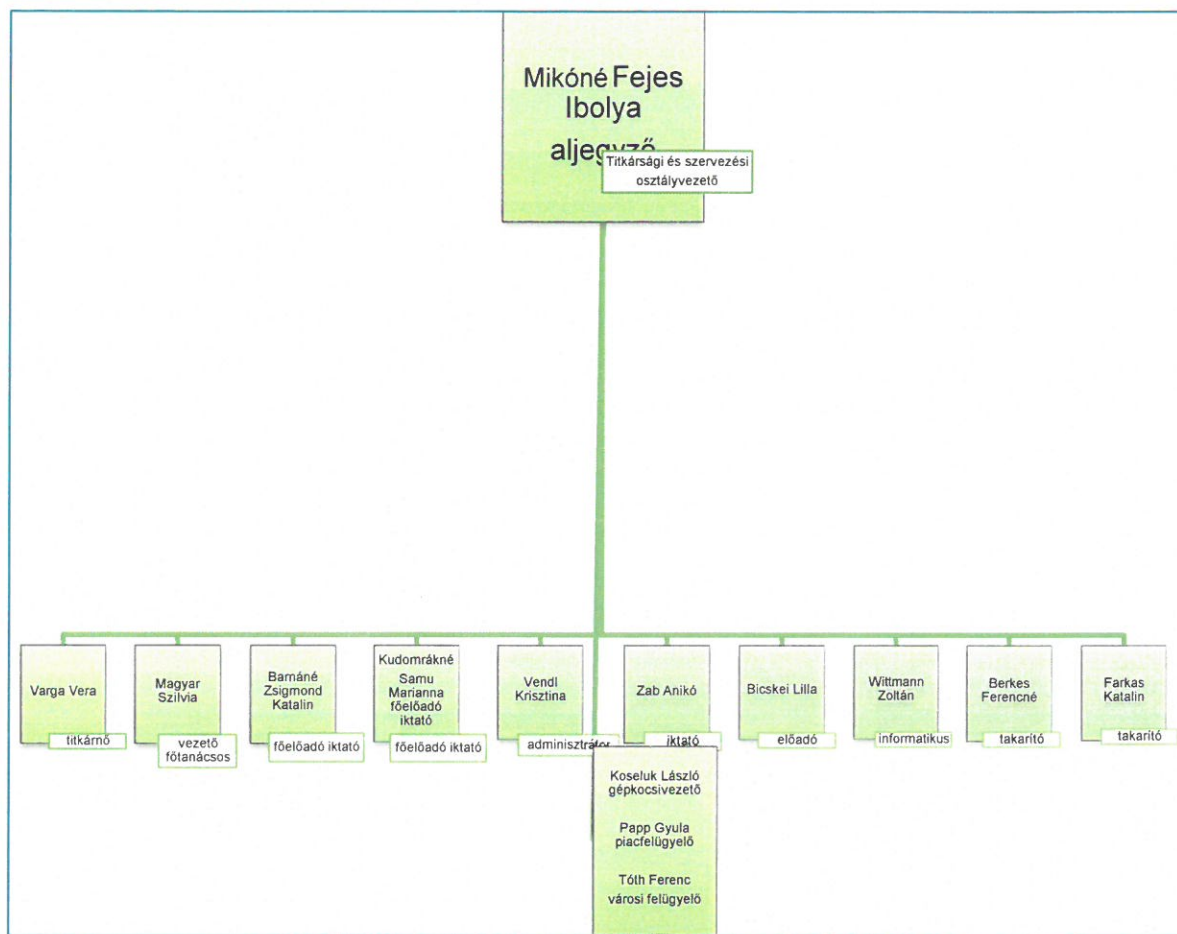 Mikóné Fejes
Ibolya
aljegyző
Titkársági és szervezési
osztályvezető
Varga Vera
titkárnő
Magyar
Szilvia
vezető
főtanácsos
Barnáné
Zsigmond
Katalin
főelőadó iktató
Kudomrákné
Samu
Marianna
főelőadó
iktató
főelőadó iktató
Vendl
Krisztina
adminisztrátor
Zab Anikó
iktató
Bicskei Lilla
előadó
Wittmann
Zoltán
informatikus
Berkes
Ferencné
takarító
Farkas
Katalin
takarító
Koseluk László
gépkocsivezető
Papp Gyula
piacfelügyelő
Tóth Ferenc
városi felügyelő